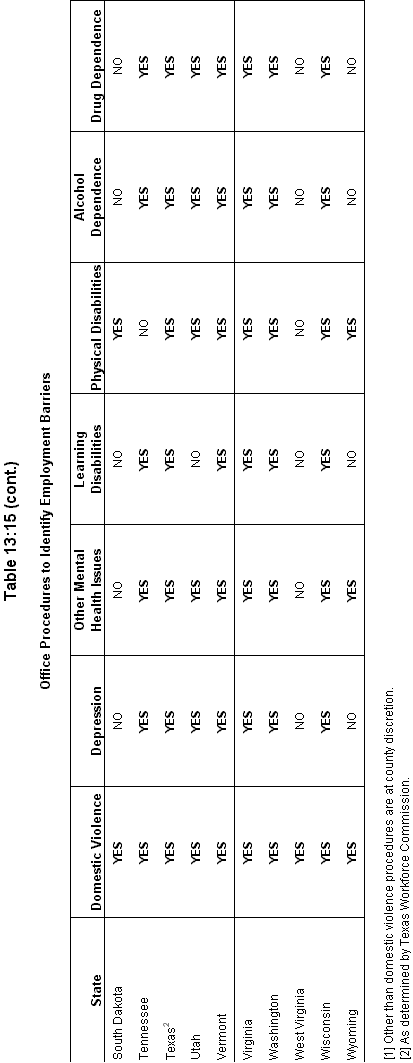 Table 13:15 (cont.)
Office Procedures to Identify Employment Barriers
State Domestic Violence Depression Other Mental Health Issues Learning Disabilities Physical Disabilities Alcohol Dependence Drug Dependence
South Dakota YES NO NO NO YES NO NO
Tennessee YES YES YES YES NO YES YES
Texas² YES YES YES YES YES YES YES
Utah YES YES YES NO YES YES YES
Vermont YES YES YES YES YES YES YES
Virginia YES YES YES YES YES YES YES
Washington YES YES YES YES YES YES YES
West Virginia YES NO NO NO NO NO NO
Wisconsin YES YES YES YES YES YES YES
Wyoming YES NO YES NO YES NO NO
[1] Other than domestic violence procedures are at county discretion.
[2] As determined by Texas Workforce Commission.